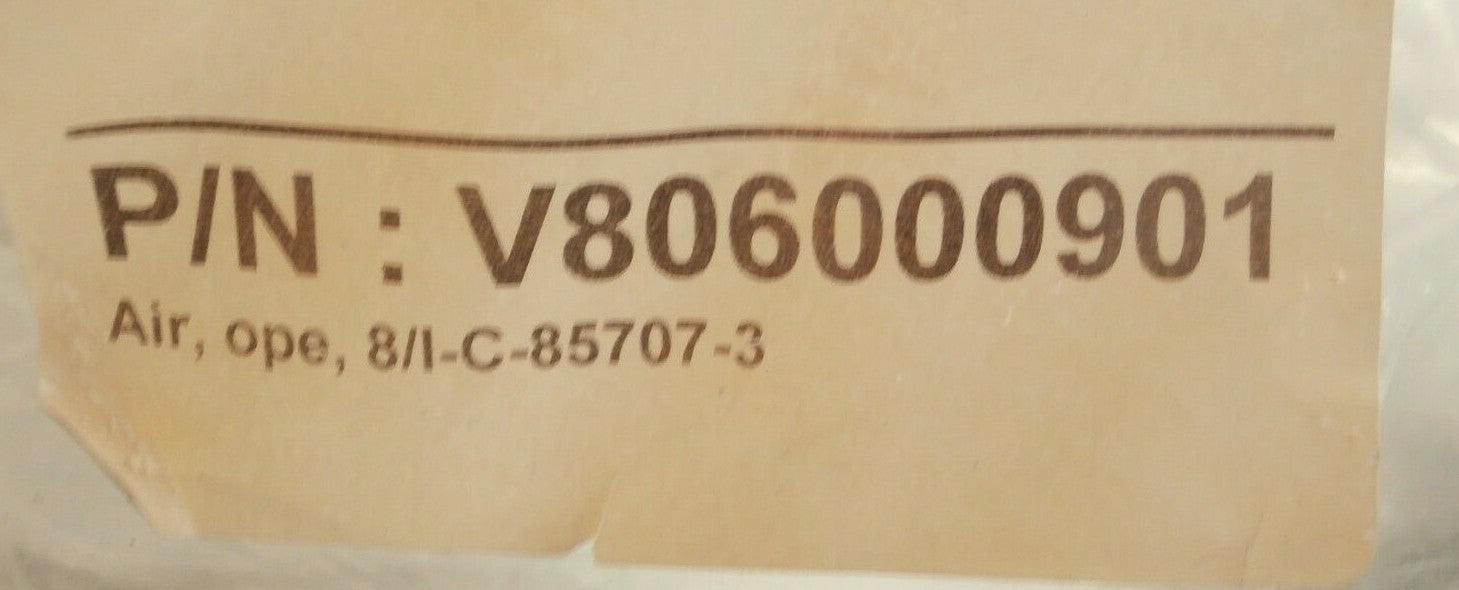 P/N : V806000901
Air, ope, 8/I-C-85707-3